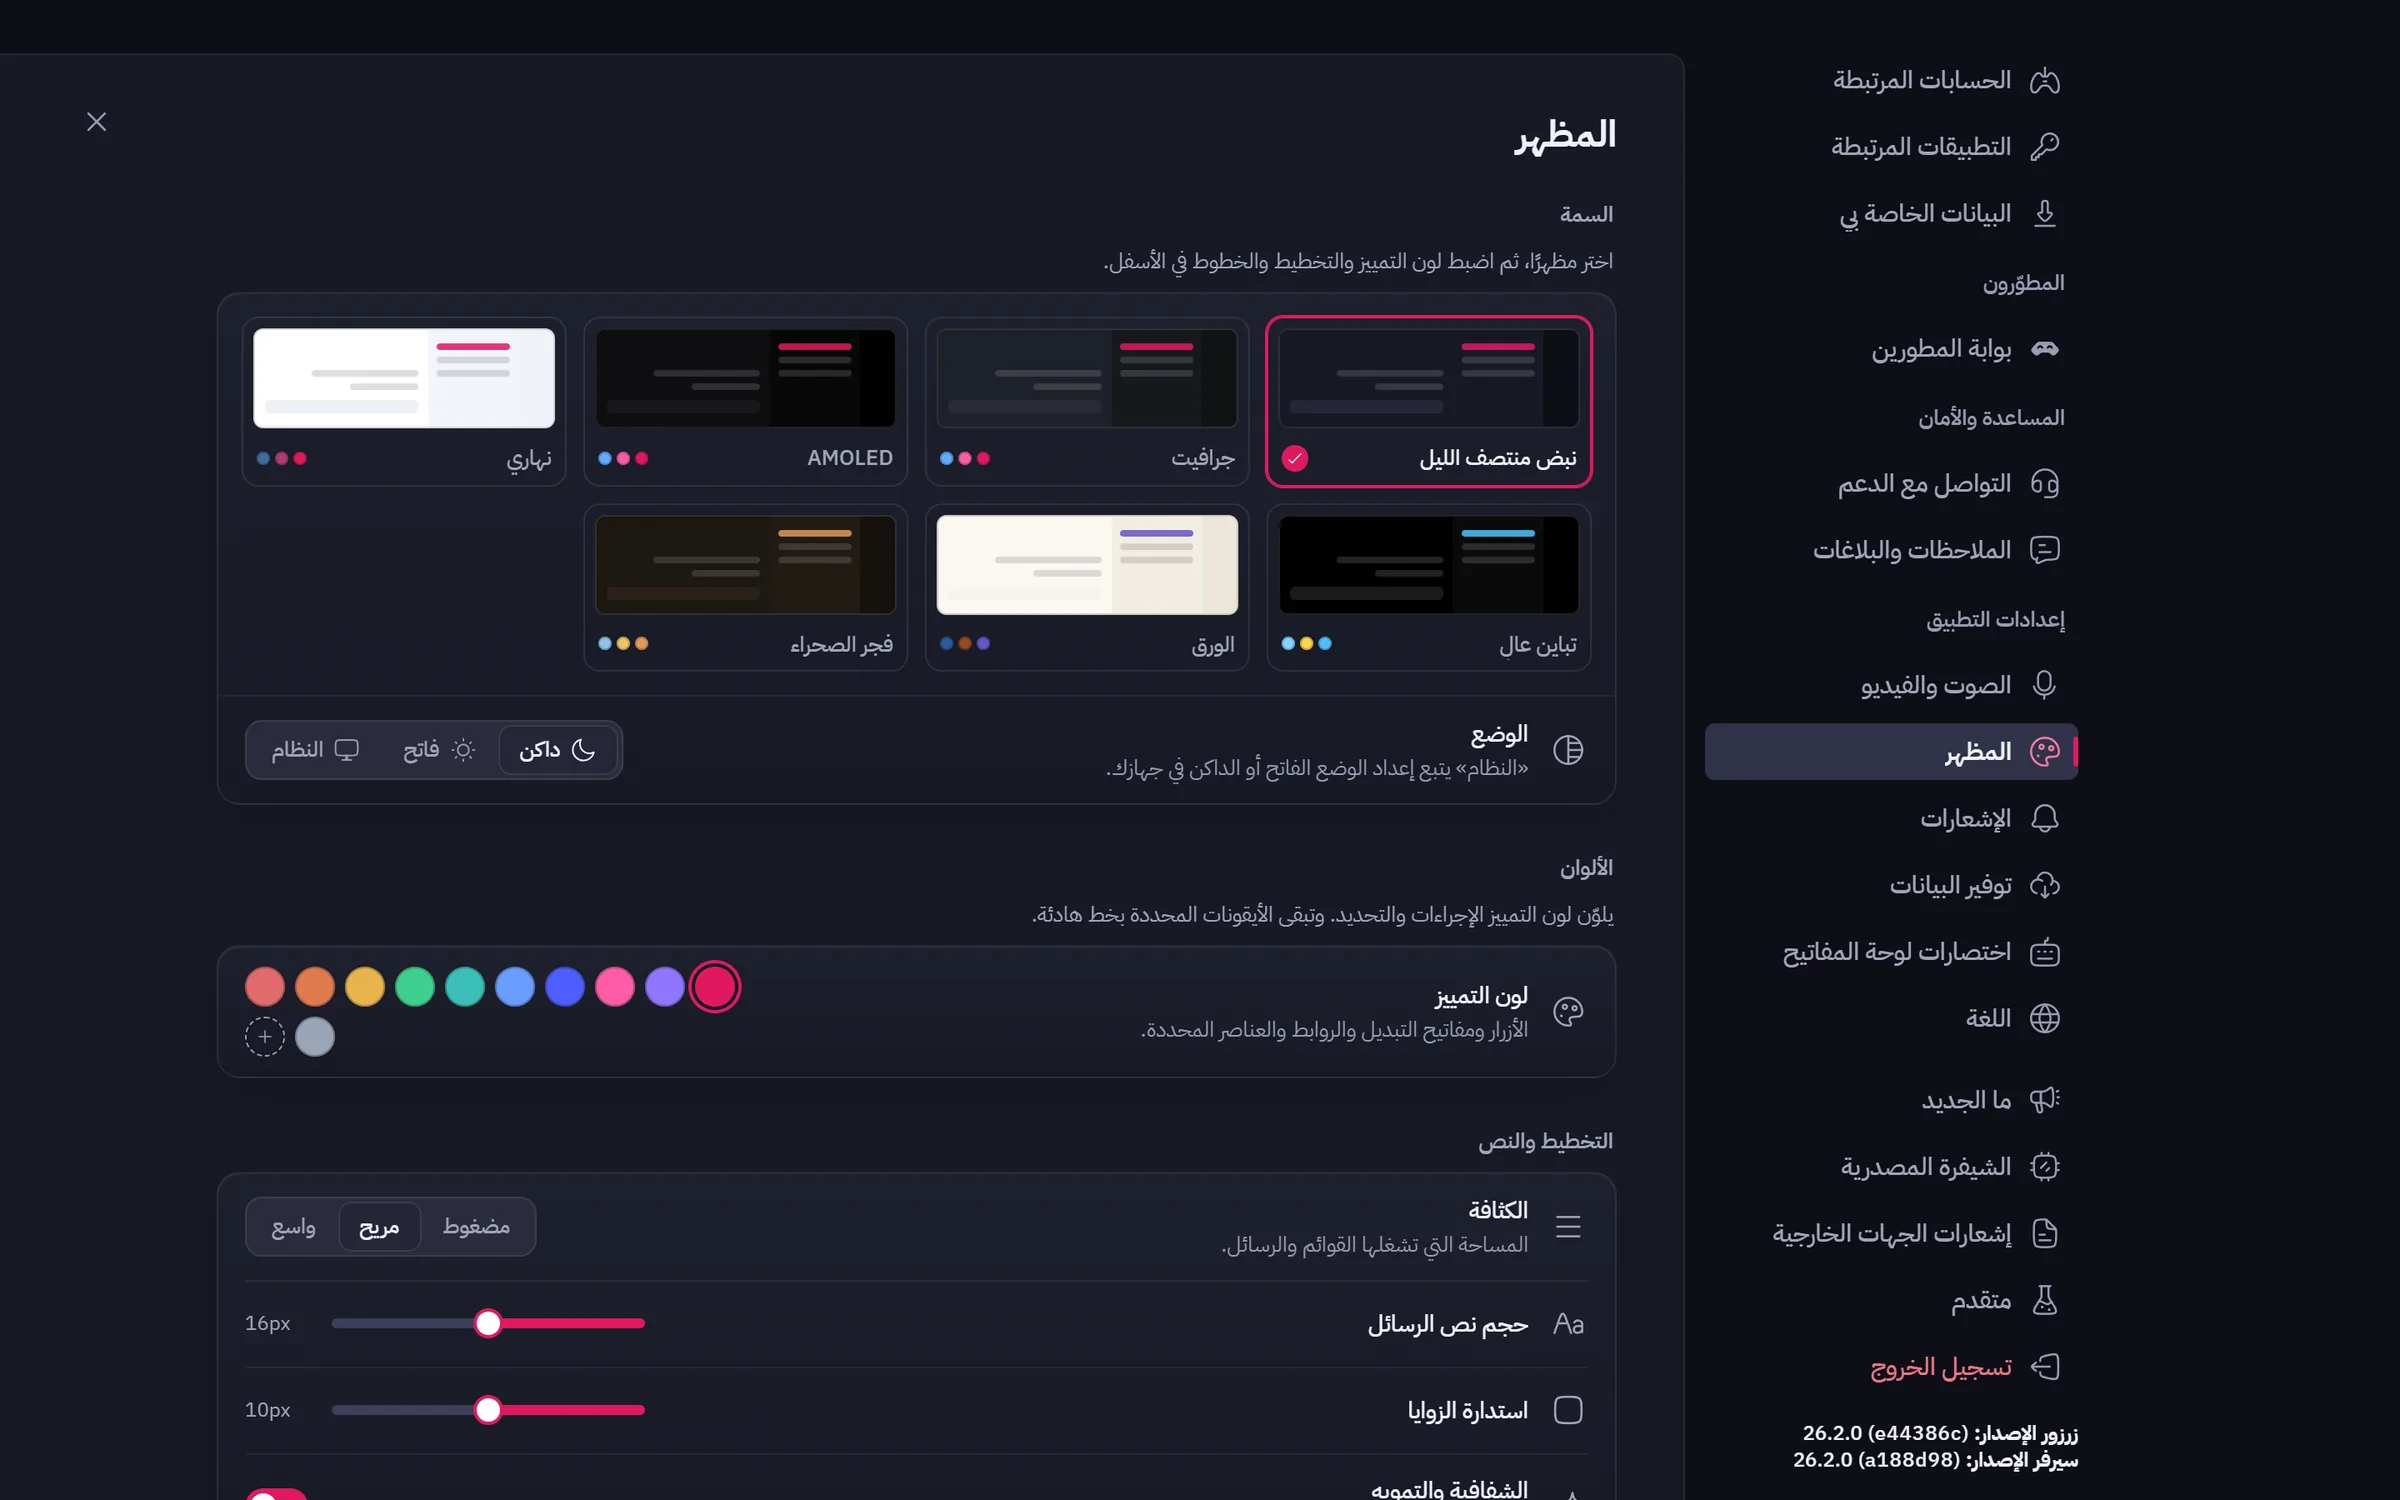 الحسابات المرتبطة
التطبيقات المرتبطة
البيانات الخاصة بي
المطوّرون
بوابة المطورين
المساعدة والأمان
التواصل مع الدعم
الملاحظات والبلاغات
إعدادات التطبيق
الصوت والفيديو
المظهر
الإشعارات
توفير البيانات
اختصارات لوحة المفاتيح
اللغة
ما الجديد
الشيفرة المصدرية
إشعارات الجهات الخارجية
متقدم
تسجيل الخروج
زرزور الإصدار: 26.2.0 (e44386c)
سيرفر الإصدار: 26.2.0 (a188d98)
المظهر
السمة
اختر مظهرًا، ثم اضبط لون التمييز والتخطيط والخطوط في الأسفل.
نبض منتصف الليل
جرافيت
AMOLED
نهاري
تباين عالٍ
الورق
فجر الصحراء
الوضع
«النظام» يتبع إعداد الوضع الفاتح أو الداكن في جهازك.
داكن
فاتح
النظام
الألوان
يلوّن لون التمييز الإجراءات والتحديد. وتبقى الأيقونات المحددة بخط هادئة.
لون التمييز
الأزرار ومفاتيح التبديل والروابط والعناصر المحددة.
التخطيط والنص
الكثافة
المساحة التي تشغلها القوائم والرسائل.
مضغوط
مريح
واسع
حجم نص الرسائل
16px
استدارة الزوايا
10px
الشفافية والتمويه